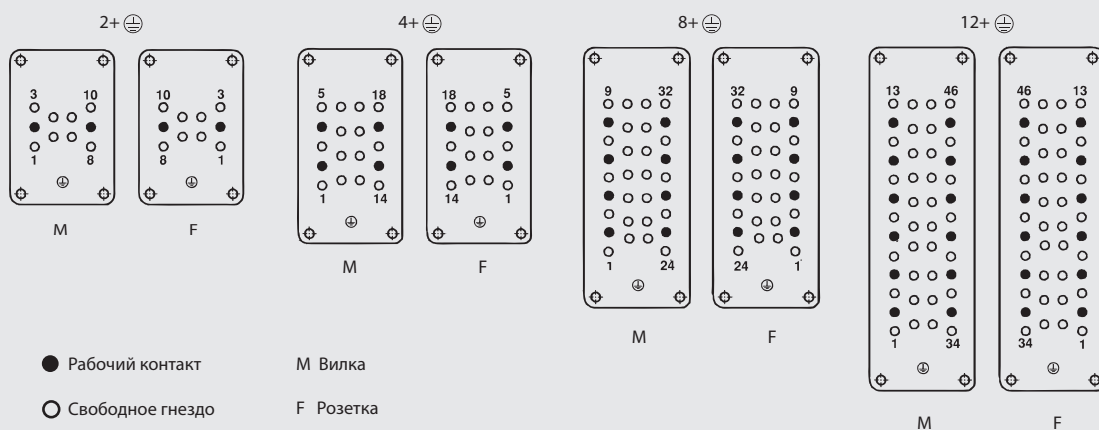 2+ 4+ 8+ 12+
3 10 10 3
1 8 8 1
M F
5 18 18 5
1 14 14 1
M F
9 32 32 9
1 24 24 1
M F
13 46 46 13
1 34 34 1
M F
Рабочий контакт M Вилка
Свободное гнездо F Розетка